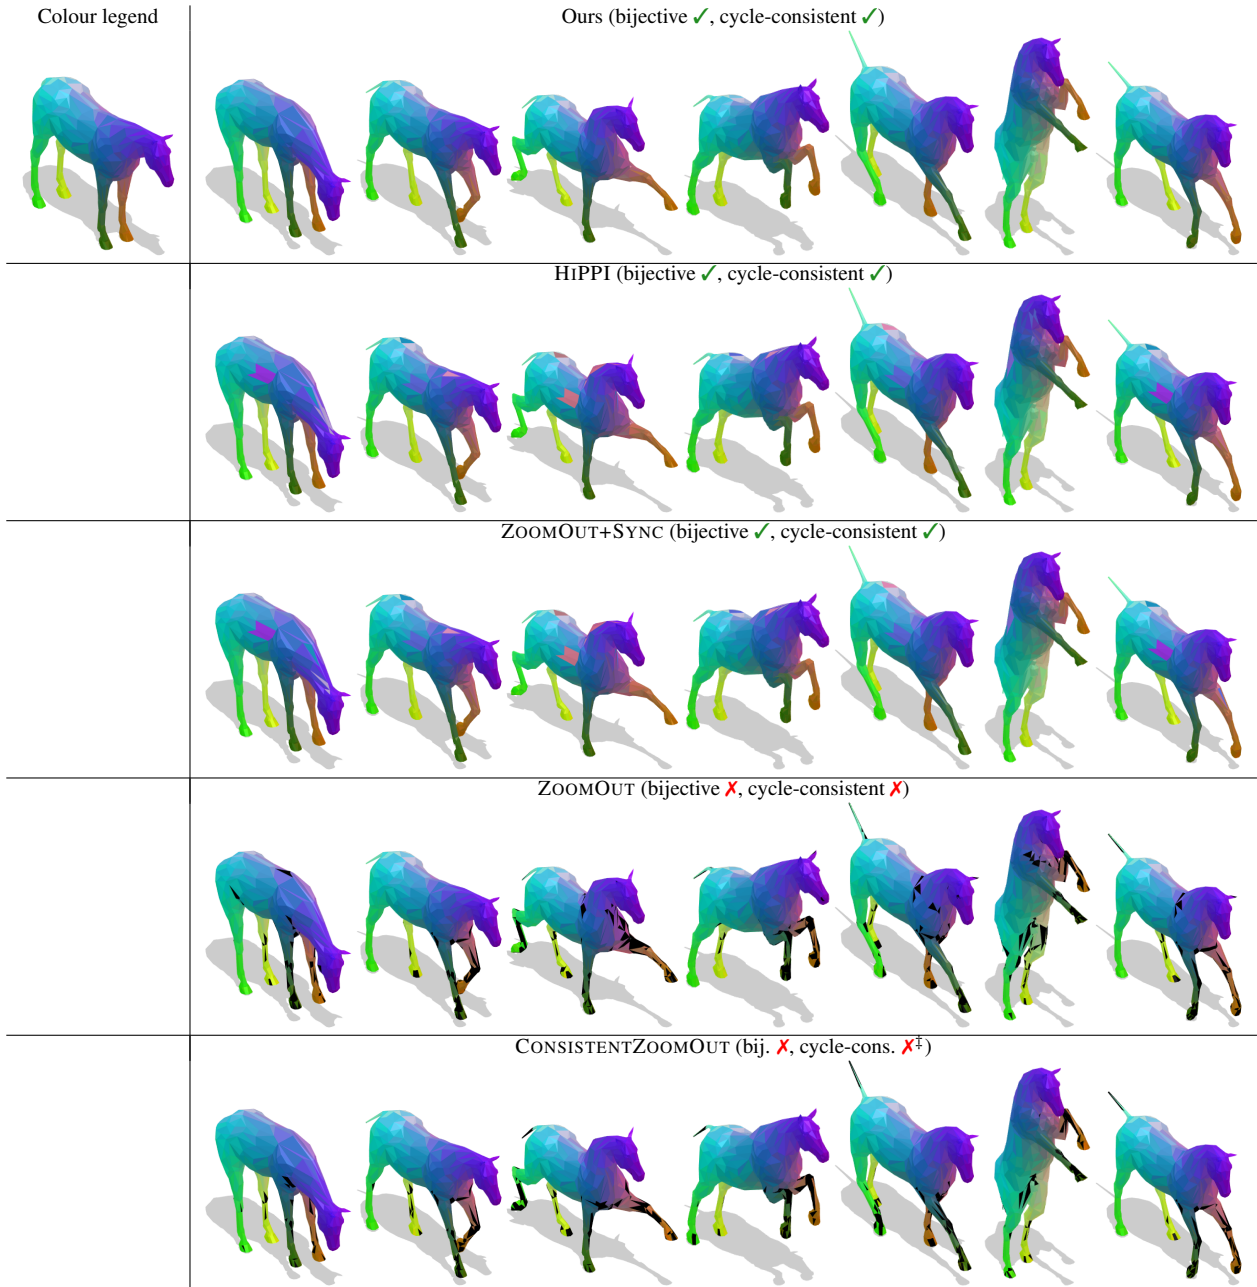 Colour legend
Ours (bijective ✓, cycle-consistent ✓)
HIPPI (bijective ✓, cycle-consistent ✓)
ZOOMOUT+SYNC (bijective ✓, cycle-consistent ✓)
ZOOMOUT (bijective ✗, cycle-consistent ✗)
CONSISTENTZOOMOUT (bij. ✗, cycle-cons. ✗‡)